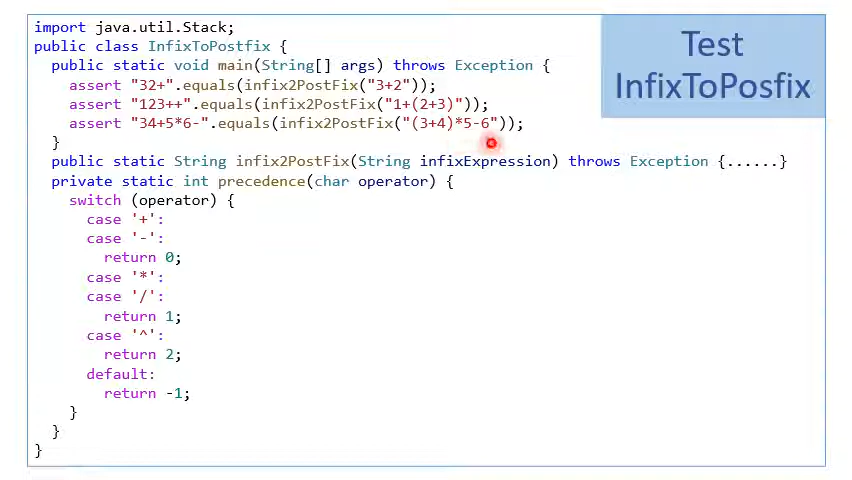 import java.util.Stack;
public class InfixToPostfix {
public static void main(String[] args) throws Exception {
assert "32+".equals(infix2PostFix("3+2"));
assert "123++".equals(infix2PostFix("1+(2+3)"));
assert "34+5*6-".equals(infix2PostFix("(3+4)*5-6"));
}
public static String infix2PostFix(String infixExpression) throws Exception {......}
private static int precedence(char operator) {
switch (operator) {
case '+':
case '-':
return 0;
case '*':
case '/':
return 1;
case '^':
return 2;
default:
return -1;
}
}
}
Test
InfixToPosfix